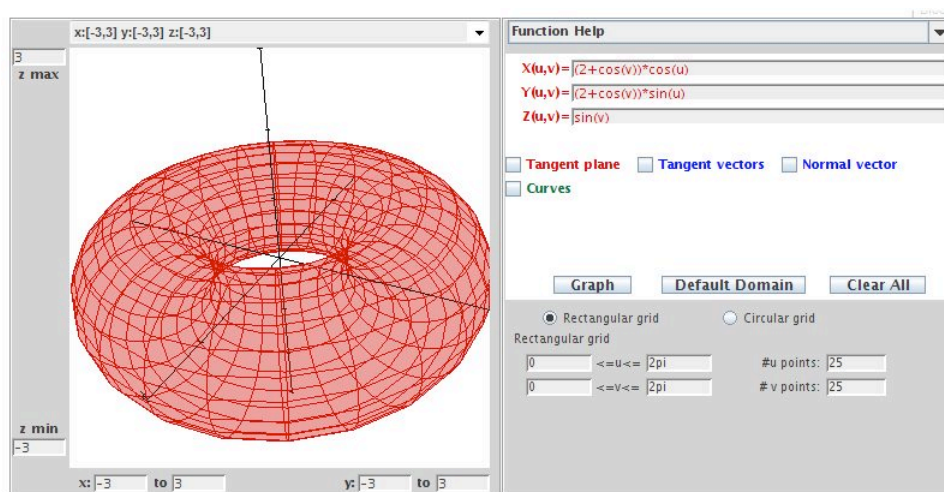 x:[-3,3] y:[-3,3] z:[-3,3]
3
z max
z min
-3
x: -3 to 3 y: -3 to 3
Function Help
X(u,v)= (2+cos(v))*cos(u)
Y(u,v)= (2+cos(v))*sin(u)
Z(u,v)= sin(v)
Tangent plane Tangent vectors Normal vector
Curves
Graph Default Domain Clear All
Rectangular grid Circular grid
Rectangular grid
0 <=u<= 2pi #u points: 25
0 <=v<= 2pi # v points: 25